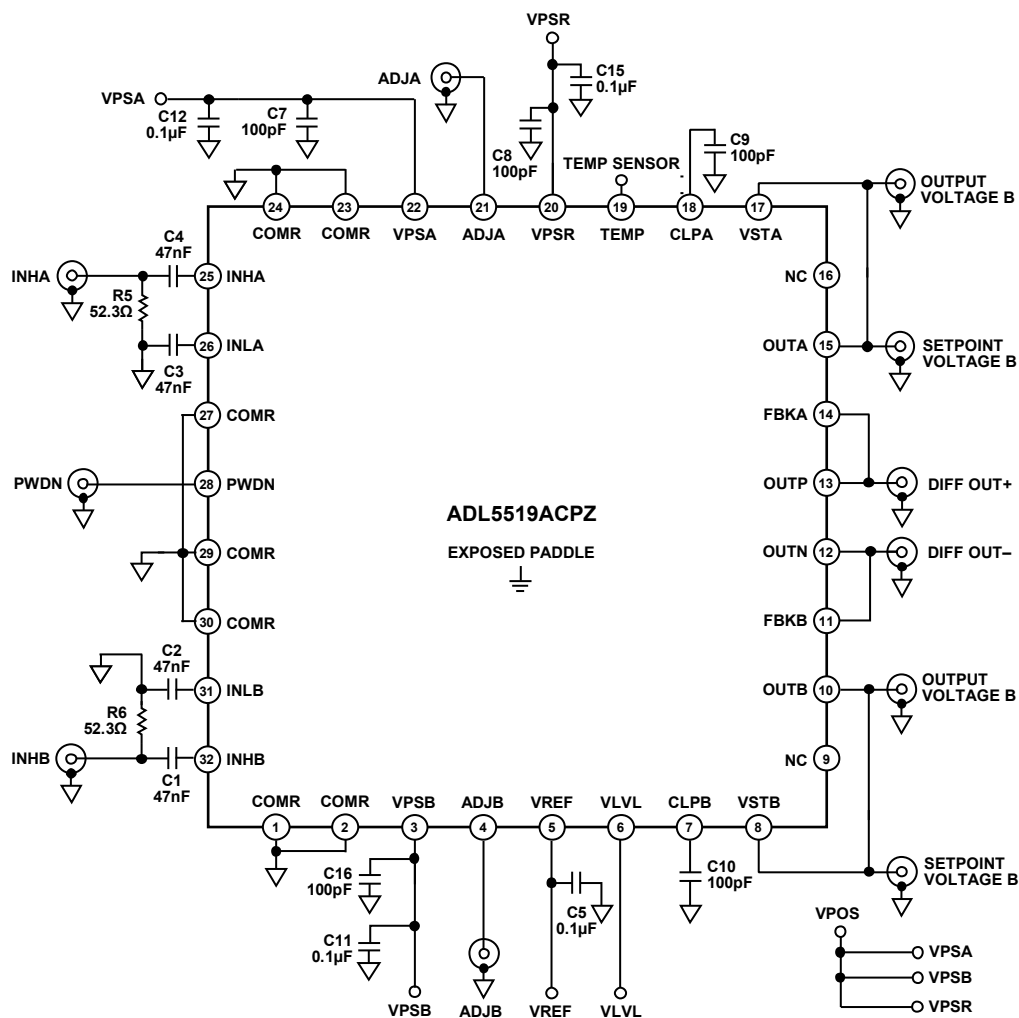 VPSR
ADJA
C15
0.1µF
VPSA
C12
0.1µF
C7
100pF
C8
100pF
TEMP SENSOR
C9
100pF
OUTPUT
VOLTAGE B
24
23
22
21
20
19
18
17
COMR
COMR
VPSA
ADJA
VPSR
TEMP
CLPA
VSTA
C4
47nF
INHA
25
INHA
NC
16
R5
52.3Ω
26
INLA
OUTA
15
SETPOINT
VOLTAGE B
C3
47nF
27
COMR
FBKA
14
PWDN
28
PWDN
OUTP
13
DIFF OUT+
ADL5519ACPZ
EXPOSED PADDLE
29
COMR
OUTN
12
DIFF OUT–
30
COMR
FBKB
11
C2
47nF
31
INLB
OUTB
10
OUTPUT
VOLTAGE B
R6
52.3Ω
INHB
32
INHB
NC
9
C1
47nF
COMR
COMR
VPSB
ADJB
VREF
VLVL
CLPB
VSTB
1
2
3
4
5
6
7
8
C16
100pF
C10
100pF
SETPOINT
VOLTAGE B
C5
0.1µF
C11
0.1µF
VPOS
VPSA
VPSB
VPSR
VPSB
ADJB
VREF
VLVL